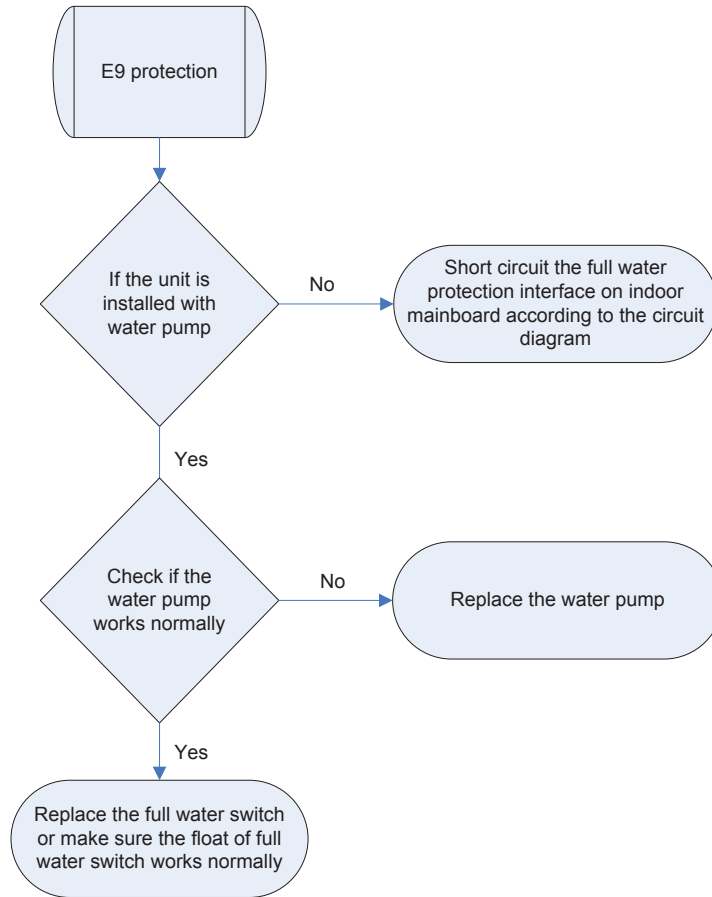 E9 protection
If the unit is
installed with
water pump
No
Short circuit the full water
protection interface on indoor
mainboard according to the circuit
diagram
Yes
Check if the
water pump
works normally
No
Replace the water pump
Yes
Replace the full water switch
or make sure the float of full
water switch works normally